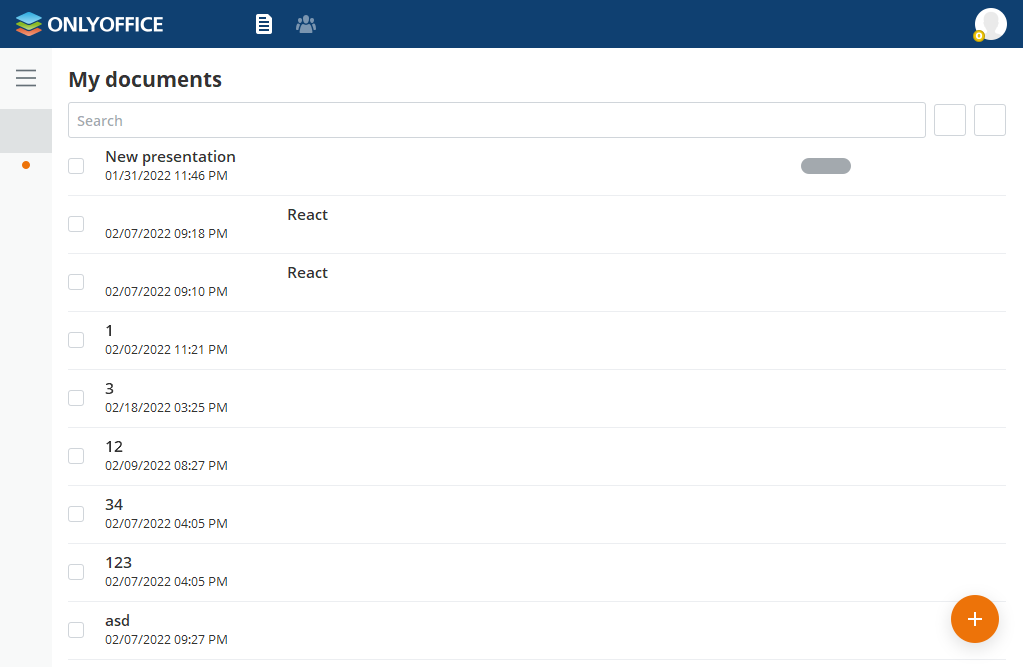 ONLYOFFICE
My documents
Search
New presentation
01/31/2022 11:46 PM
React
02/07/2022 09:18 PM
React
02/07/2022 09:10 PM
1
02/02/2022 11:21 PM
3
02/18/2022 03:25 PM
12
02/09/2022 08:27 PM
34
02/07/2022 04:05 PM
123
02/07/2022 04:05 PM
asd
02/07/2022 09:27 PM